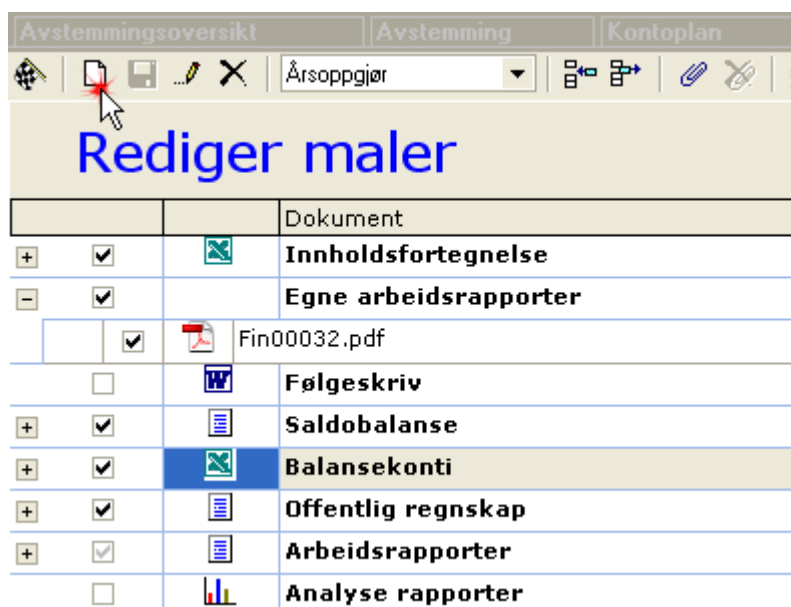 Avstemmingsoversikt Avstemming Kontoplan
Årsoppgjør
Rediger maler
Dokument
Innholdsfortegnelse
Egne arbeidsrapporter
Fin00032.pdf
Følgeskriv
Saldobalanse
Balansekonti
Offentlig regnskap
Arbeidsrapporter
Analyse rapporter